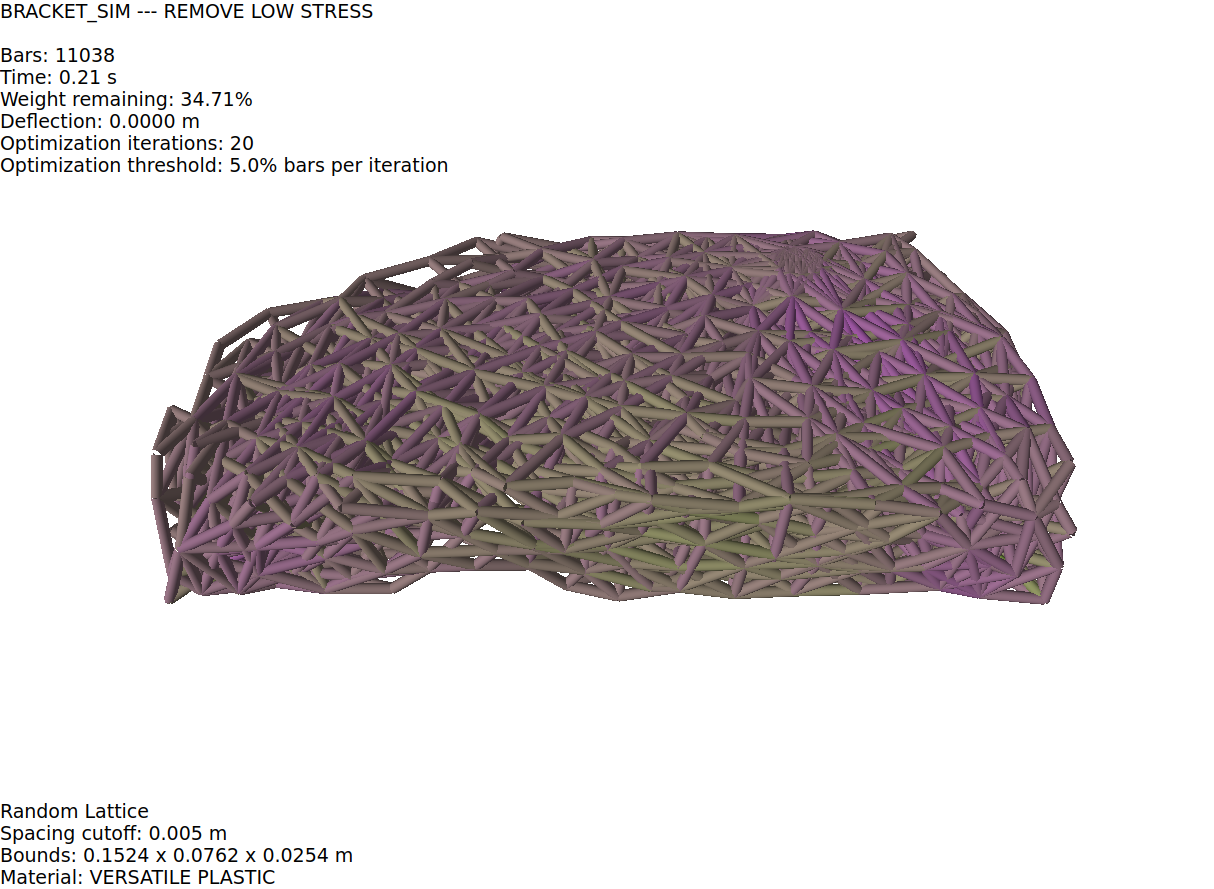 BRACKET_SIM --- REMOVE LOW STRESS
Bars: 11038
Time: 0.21 s
Weight remaining: 34.71%
Deflection: 0.0000 m
Optimization iterations: 20
Optimization threshold: 5.0% bars per iteration
Random Lattice
Spacing cutoff: 0.005 m
Bounds: 0.1524 x 0.0762 x 0.0254 m
Material: VERSATILE PLASTIC